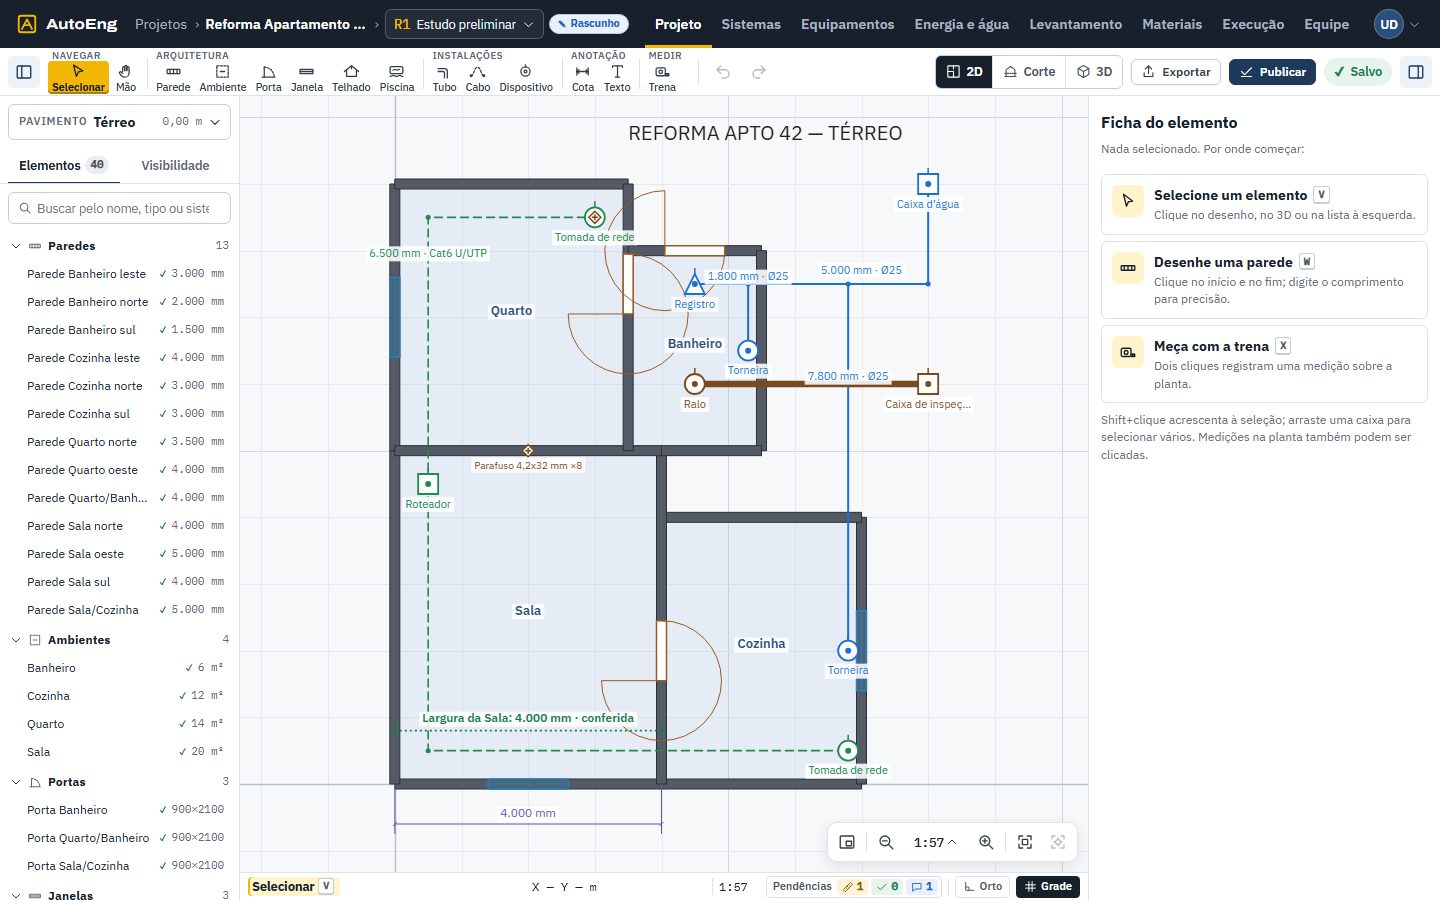 AutoEng
Projetos › Reforma Apartamento ... › R1 Estudo preliminar Rascunho
Projeto Sistemas Equipamentos Energia e água Levantamento Materiais Execução Equipe UD
NAVEGAR ARQUITETURA INSTALAÇÕES ANOTAÇÃO MEDIR
Selecionar Mão Parede Ambiente Porta Janela Telhado Piscina Tubo Cabo Dispositivo Cota Texto Trena
2D Corte 3D Exportar Publicar ✓ Salvo
PAVIMENTO Térreo 0,00 m
Elementos 40 Visibilidade
Buscar pelo nome, tipo ou siste
Paredes 13
Parede Banheiro leste ✓ 3.000 mm
Parede Banheiro norte ✓ 2.000 mm
Parede Banheiro sul ✓ 1.500 mm
Parede Cozinha leste ✓ 4.000 mm
Parede Cozinha norte ✓ 3.000 mm
Parede Cozinha sul ✓ 3.000 mm
Parede Quarto norte ✓ 3.500 mm
Parede Quarto oeste ✓ 4.000 mm
Parede Quarto/Banh... ✓ 4.000 mm
Parede Sala norte ✓ 4.000 mm
Parede Sala oeste ✓ 5.000 mm
Parede Sala sul ✓ 4.000 mm
Parede Sala/Cozinha ✓ 5.000 mm
Ambientes 4
Banheiro ✓ 6 m²
Cozinha ✓ 12 m²
Quarto ✓ 14 m²
Sala ✓ 20 m²
Portas 3
Porta Banheiro ✓ 900×2100
Porta Quarto/Banheiro ✓ 900×2100
Porta Sala/Cozinha ✓ 900×2100
Janelas 3
REFORMA APTO 42 — TÉRREO
Caixa d'água
Tomada de rede
6.500 mm · Cat6 U/UTP
1.800 mm · Ø25
5.000 mm · Ø25
Registro
Quarto
Banheiro
Torneira
7.800 mm · Ø25
Ralo
Caixa de inspeç...
Parafuso 4,2x32 mm ×8
Roteador
Sala
Cozinha
Torneira
Largura da Sala: 4.000 mm · conferida
Tomada de rede
4.000 mm
1:57
Selecionar V
X — Y — m
1:57
Pendências 1 0 1
Orto
Grade
Ficha do elemento
Nada selecionado. Por onde começar:
Selecione um elemento V
Clique no desenho, no 3D ou na lista à esquerda.
Desenhe uma parede W
Clique no início e no fim; digite o comprimento
para precisão.
Meça com a trena X
Dois cliques registram uma medição sobre a
planta.
Shift+clique acrescenta à seleção; arraste uma caixa para
selecionar vários. Medições na planta também podem ser
clicadas.